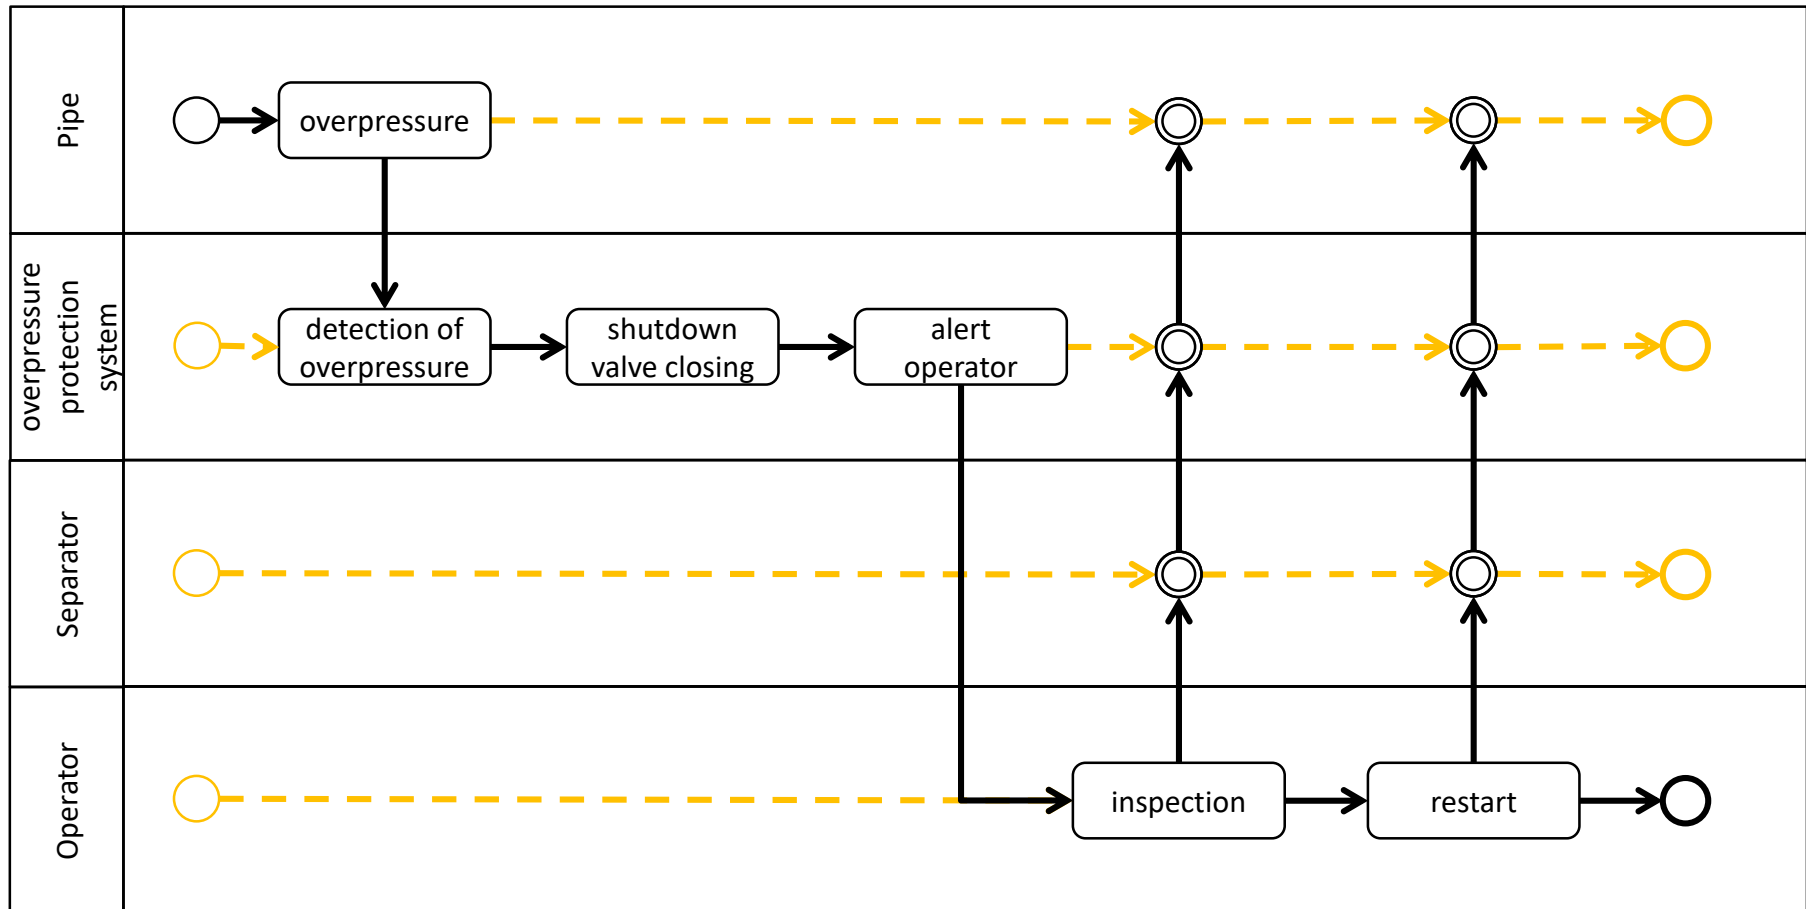 Pipe
overpressure
overpressure
protection
system
detection of
overpressure
shutdown
valve closing
alert
operator
Separator
Operator
inspection
restart